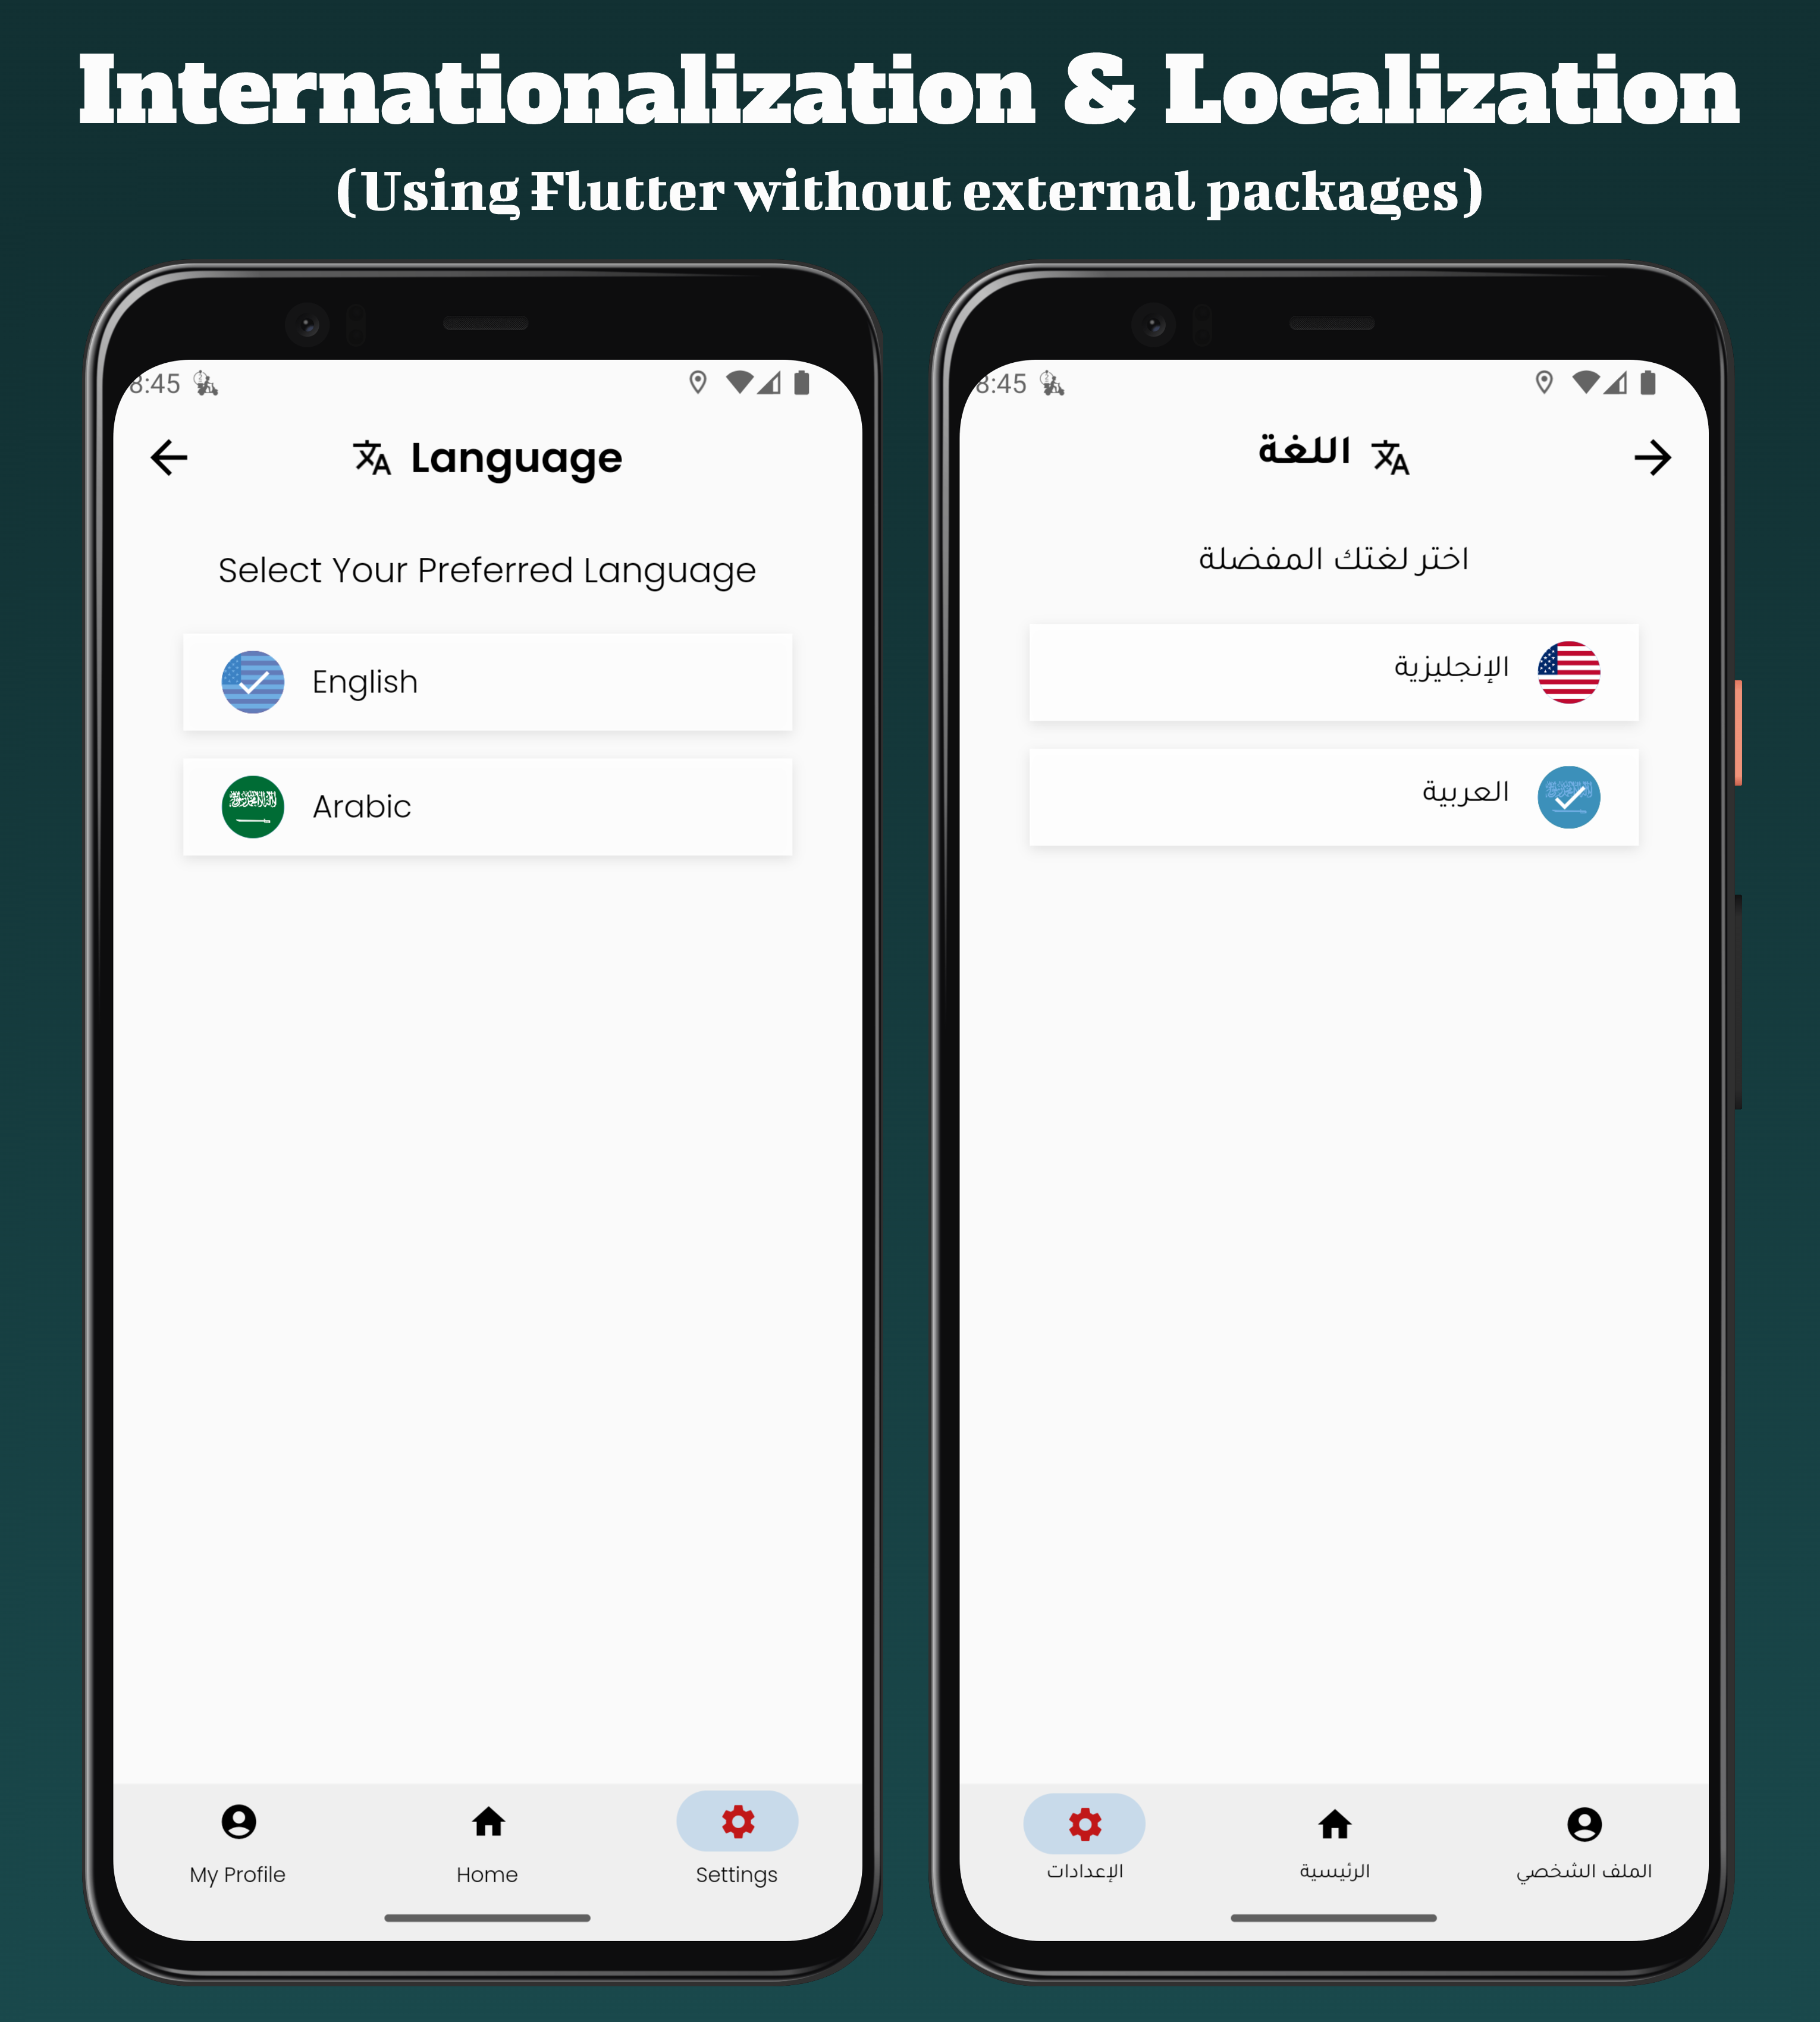 Internationalization & Localization
(Using Flutter without external packages)
8:45
Language
Select Your Preferred Language
English
Arabic
My Profile
Home
Settings
8:45
اللغة
اختر لغتك المفضلة
الإنجليزية
العربية
الملف الشخصي
الرئيسية
الإعدادات